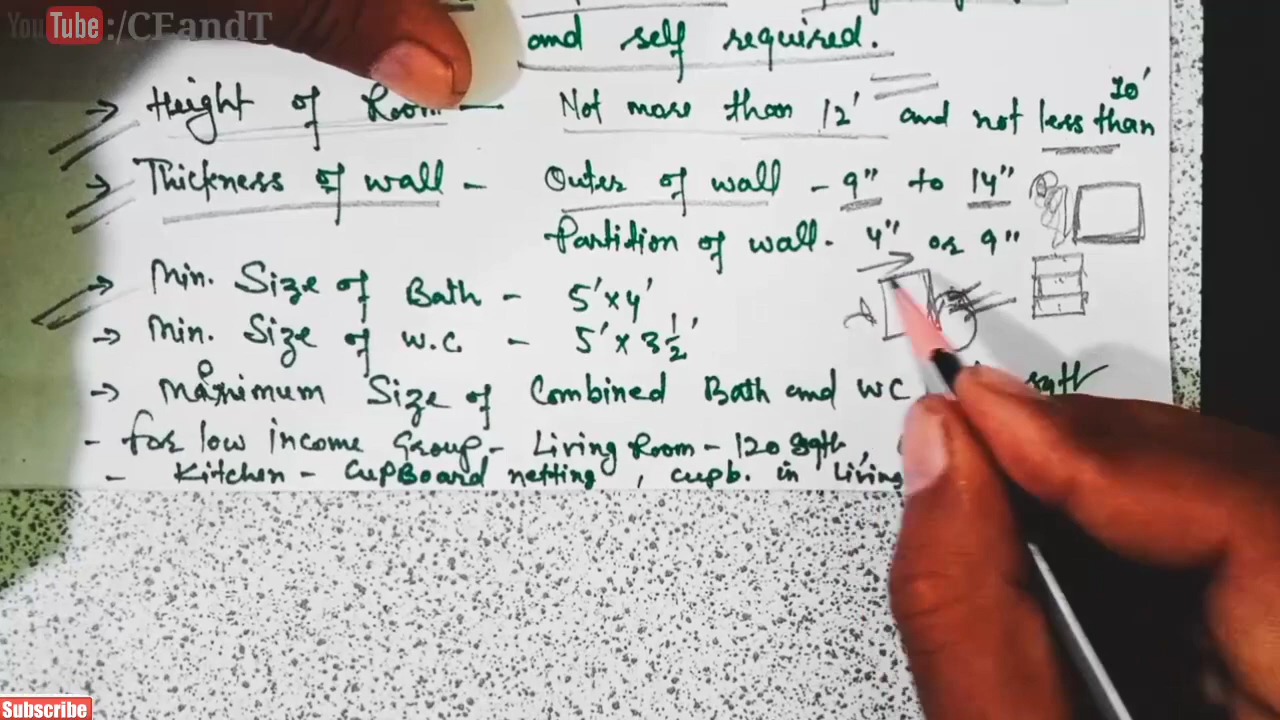 YouTube:/CEandT
and self required.
→ Height of Room — Not more than 12' and not less than 10'
→ Thickness of wall - Outer of wall - 9" to 14"
Partition of wall - 4" or 9"
→ Min. Size of Bath - 5'x4'
→ Min. Size of W.C. - 5'x 3 1/2'
→ Maximum Size of Combined Bath and WC sqft
- for low income Group - Living Room - 120 sqft,
- Kitchen - CupBoard netting, cupb. in Living
Subscribe